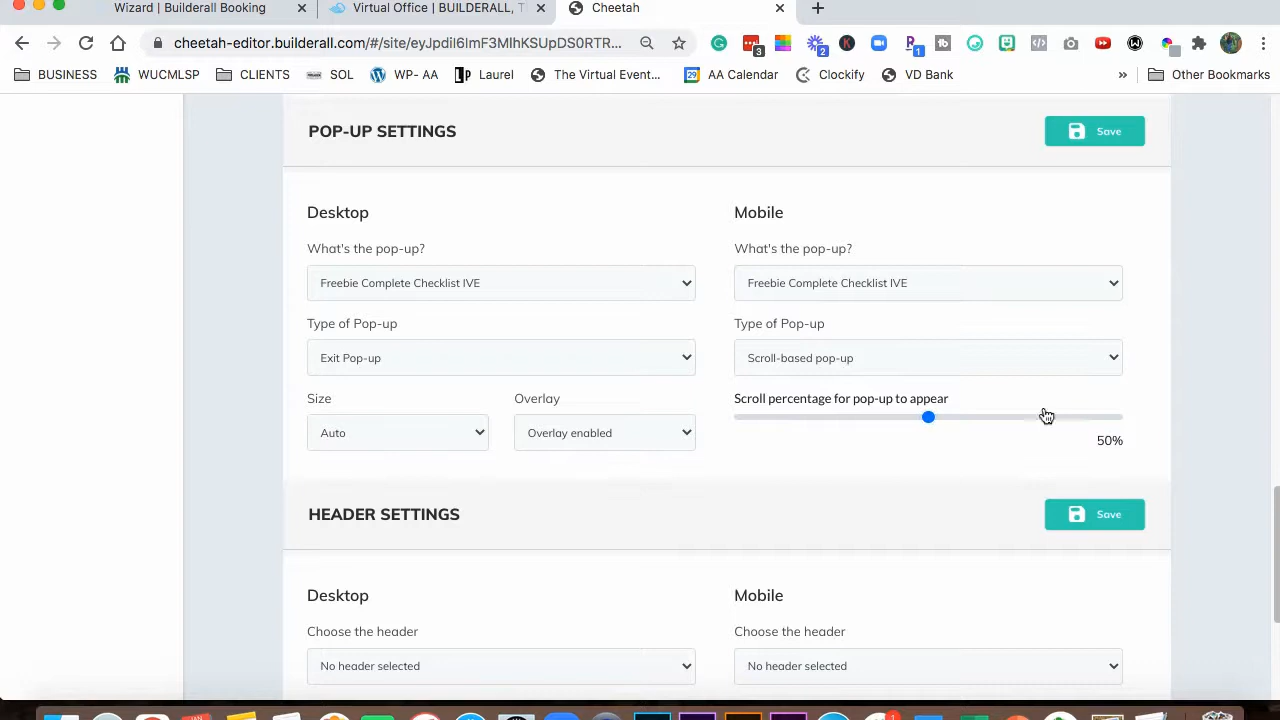 Wizard | Builderall Booking
Virtual Office | BUILDERALL, T
Cheetah
cheetah-editor.builderall.com/#/site/
3
2
1
BUSINESS
WUCMLSP
CLIENTS
SOL
WP- AA
Laurel
The Virtual Event...
AA Calendar
Clockify
VD Bank
»
Other Bookmarks
POP-UP SETTINGS
Save
Desktop
Mobile
What's the pop-up?
What's the pop-up?
Freebie Complete Checklist IVE
Freebie Complete Checklist IVE
Type of Pop-up
Type of Pop-up
Exit Pop-up
Scroll-based pop-up
Size
Overlay
Scroll percentage for pop-up to appear
Auto
Overlay enabled
50%
HEADER SETTINGS
Save
Desktop
Mobile
Choose the header
Choose the header
No header selected
No header selected